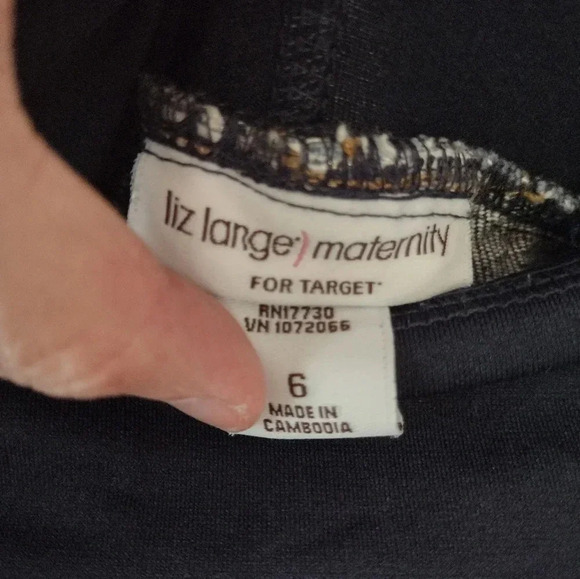 liz lange) maternity
FOR TARGET
RN17730
VN 1072066
6
MADE IN
CAMBODIA